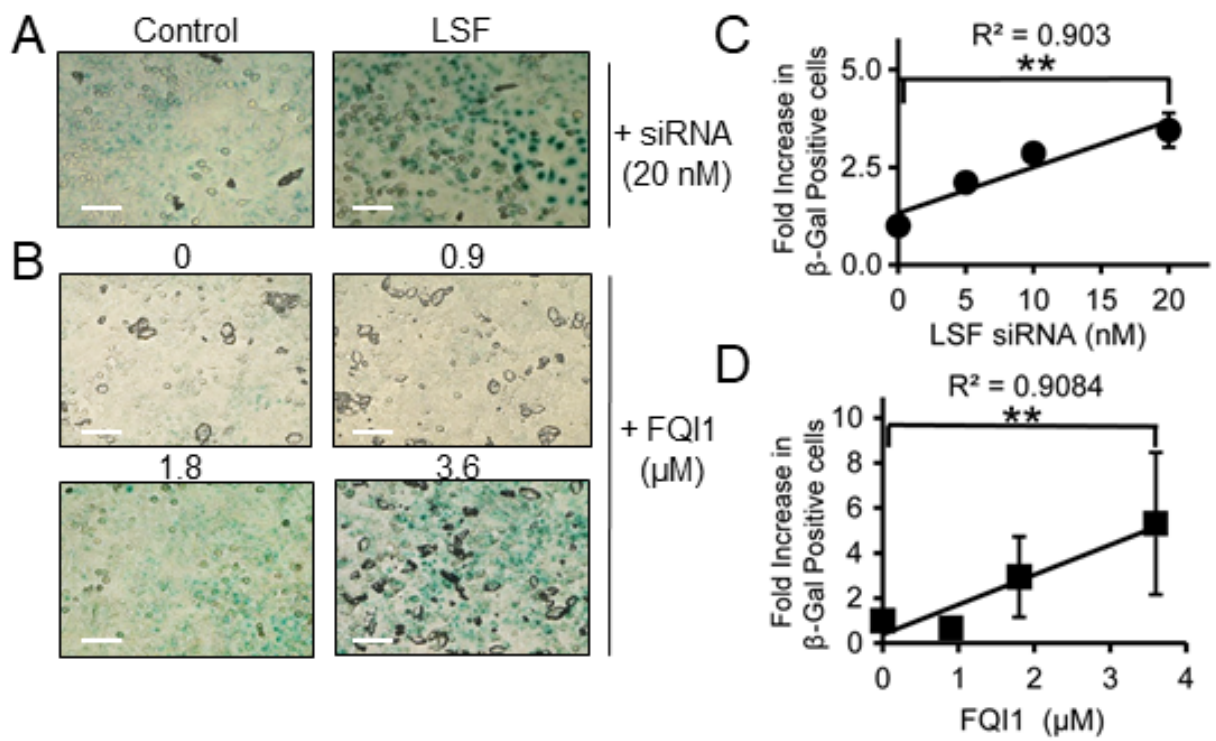 A
Control
LSF
+ siRNA
(20 nM)
B
0
0.9
1.8
3.6
+ FQI1
(µM)
C
R² = 0.903
**
Fold Increase in
β-Gal Positive cells
5.0
2.5
0.0
0 5 10 15 20
LSF siRNA (nM)
D
R² = 0.9084
**
Fold Increase in
β-Gal Positive cells
10
8
6
4
2
0
0 1 2 3 4
FQI1 (µM)